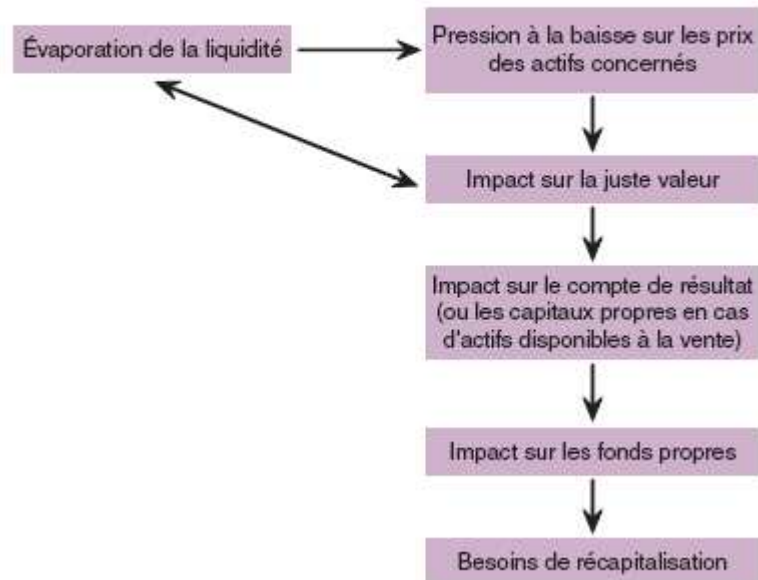 Évaporation de la liquidité
Pression à la baisse sur les prix
des actifs concernés
Impact sur la juste valeur
Impact sur le compte de résultat
(ou les capitaux propres en cas
d'actifs disponibles à la vente)
Impact sur les fonds propres
Besoins de récapitalisation